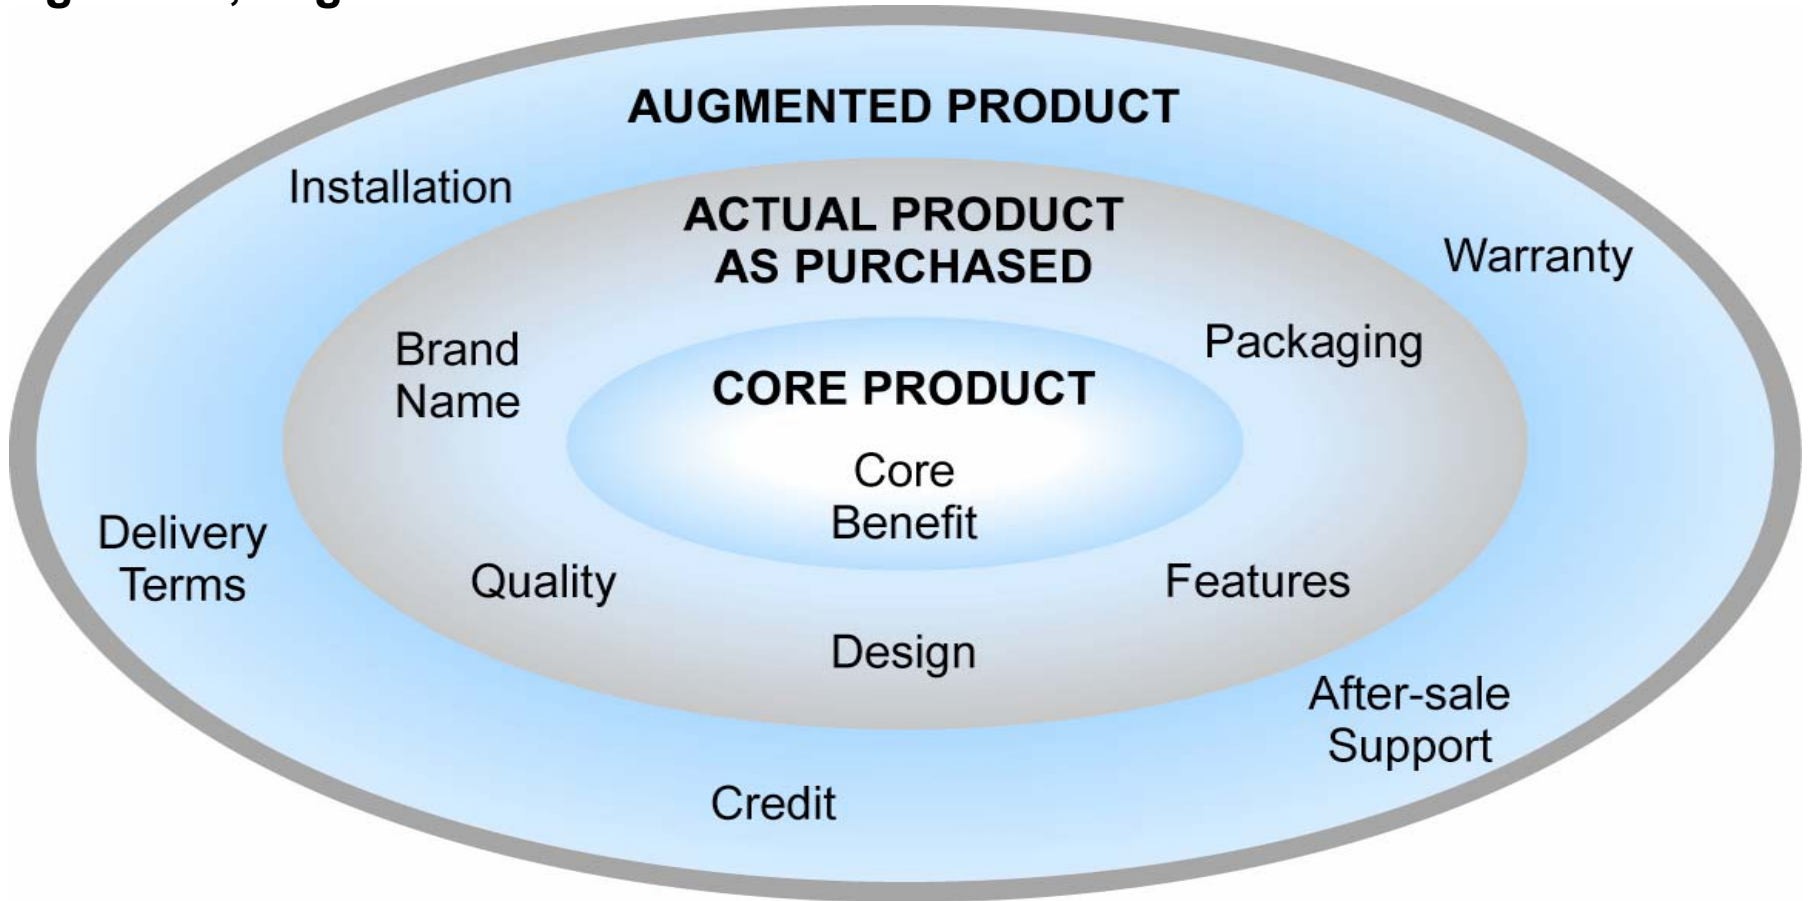 AUGMENTED PRODUCT
Installation
ACTUAL PRODUCT
AS PURCHASED
Warranty
Brand
Name
Packaging
CORE PRODUCT
Core
Benefit
Delivery
Terms
Quality
Features
Design
After-sale
Support
Credit